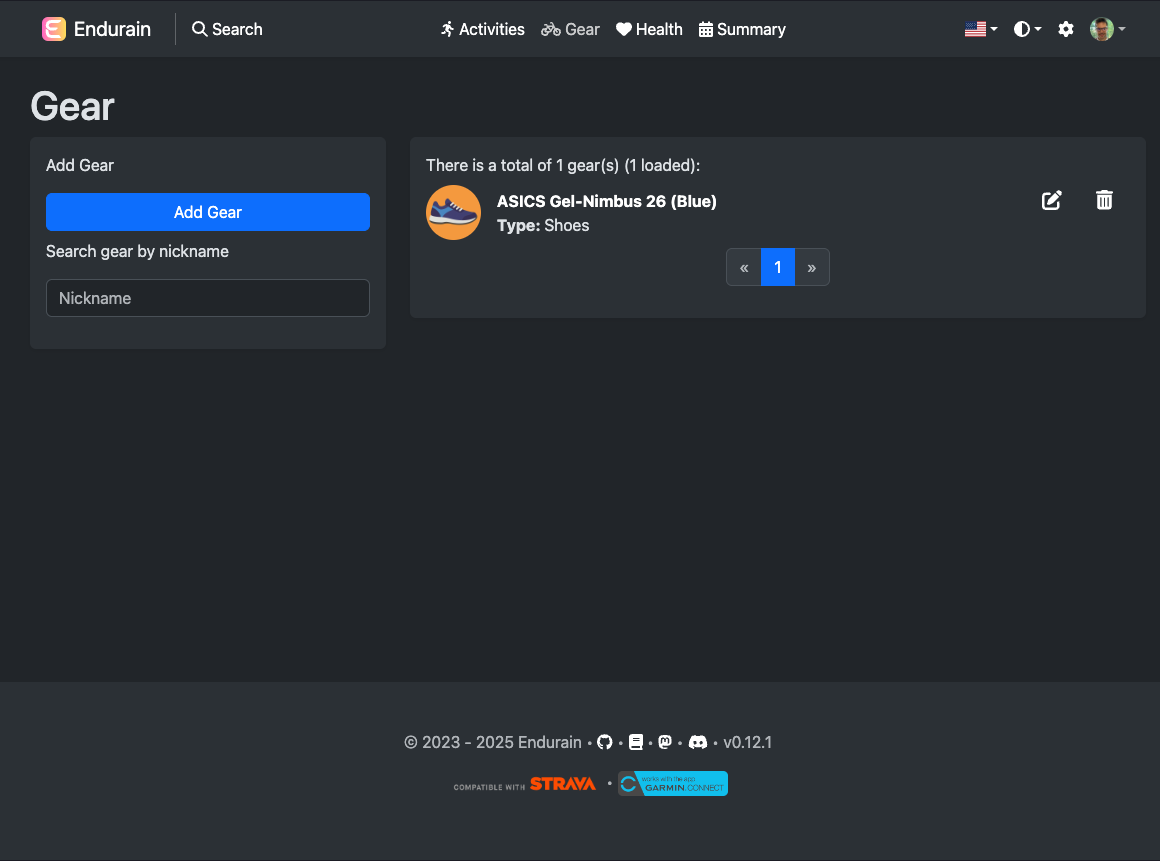 Endurain Search Activities Gear Health Summary
Gear
Add Gear
Add Gear
Search gear by nickname
Nickname
There is a total of 1 gear(s) (1 loaded):
ASICS Gel-Nimbus 26 (Blue)
Type: Shoes
« 1 »
© 2023 - 2025 Endurain • • • • • v0.12.1
COMPATIBLE WITH STRAVA • works with the app GARMIN.CONNECT